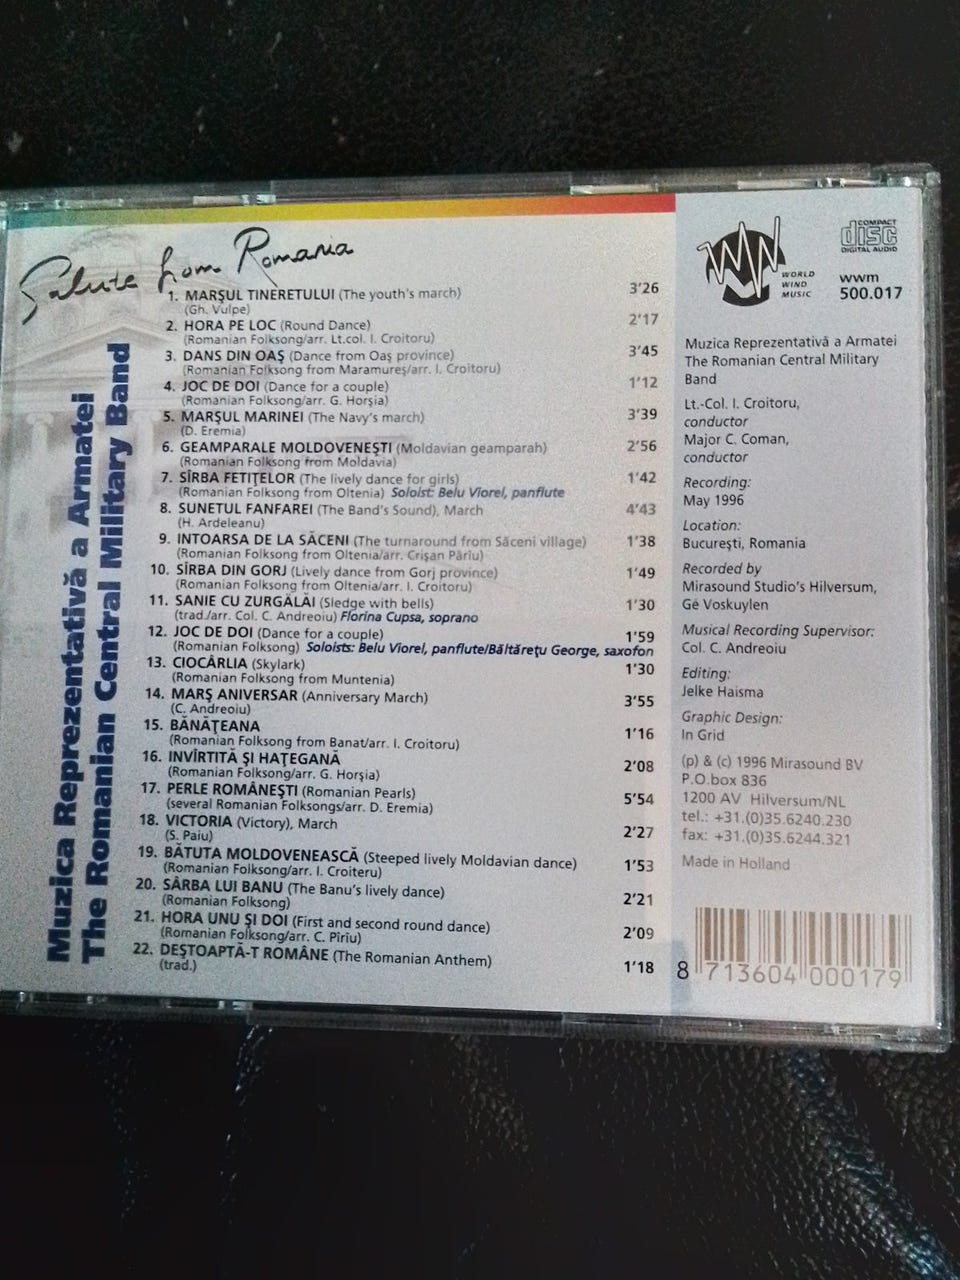 Salute from Romania
Muzica Reprezentativă a Armatei
The Romanian Central Military Band
1. MARŞUL TINERETULUI (The youth's march) 3'26
(Gh. Vulpe)
2. HORA PE LOC (Round Dance) 2'17
(Romanian Folksong/arr. Lt.col. I. Croitoru)
3. DANS DIN OAŞ (Dance from Oaş province) 3'45
(Romanian Folksong from Maramureş/arr. I. Croitoru)
4. JOC DE DOI (Dance for a couple) 1'12
(Romanian Folksong/arr. G. Horşia)
5. MARŞUL MARINEI (The Navy's march) 3'39
(D. Eremia)
6. GEAMPARALE MOLDOVENEŞTI (Moldavian geamparah) 2'56
(Romanian Folksong from Moldavia)
7. SÎRBA FETIŢELOR (The lively dance for girls) 1'42
(Romanian Folksong from Oltenia) Soloist: Belu Viorel, panflute
8. SUNETUL FANFAREI (The Band's Sound), March 4'43
(H. Ardeleanu)
9. INTOARSA DE LA SĂCENI (The turnaround from Săceni village) 1'38
(Romanian Folksong from Oltenia/arr. Crişan Pârîu)
10. SÎRBA DIN GORJ (Lively dance from Gorj province) 1'49
(Romanian Folksong from Oltenia/arr. I. Croitoru)
11. SANIE CU ZURGĂLĂI (Sledge with bells) 1'30
(trad./arr. Col. C. Andreoiu) Florina Cupsa, soprano
12. JOC DE DOI (Dance for a couple) 1'59
(Romanian Folksong) Soloists: Belu Viorel, panflute/Băltăreţu George, saxofon
13. CIOCÂRLIA (Skylark) 1'30
(Romanian Folksong from Muntenia)
14. MARŞ ANIVERSAR (Anniversary March) 3'55
(C. Andreoiu)
15. BĂNĂŢEANA 1'16
(Romanian Folksong from Banat/arr. I. Croitoru)
16. INVÎRTITĂ ŞI HAŢEGANĂ 2'08
(Romanian Folksong/arr. G. Horşia)
17. PERLE ROMÂNEŞTI (Romanian Pearls) 5'54
(several Romanian Folksongs/arr. D. Eremia)
18. VICTORIA (Victory), March 2'27
(S. Paiu)
19. BĂTUTA MOLDOVENEASCĂ (Steeped lively Moldavian dance) 1'53
(Romanian Folksong/arr. I. Croiteru)
20. SÂRBA LUI BANU (The Banu's lively dance) 2'21
(Romanian Folksong)
21. HORA UNU ŞI DOI (First and second round dance) 2'09
(Romanian Folksong/arr. C. Pîrîu)
22. DEŞTOAPTĂ-T ROMÂNE (The Romanian Anthem) 1'18
(trad.)
WWM
WORLD
WIND
MUSIC
COMPACT
disc
DIGITAL AUDIO
wwm
500.017
Muzica Reprezentativă a Armatei
The Romanian Central Military
Band
Lt.-Col. I. Croitoru,
conductor
Major C. Coman,
conductor
Recording:
May 1996
Location:
Bucureşti, Romania
Recorded by
Mirasound Studio's Hilversum,
Gé Voskuylen
Musical Recording Supervisor:
Col. C. Andreoiu
Editing:
Jelke Haisma
Graphic Design:
In Grid
(p) & (c) 1996 Mirasound BV
P.O.box 836
1200 AV Hilversum/NL
tel.: +31.(0)35.6240.230
fax: +31.(0)35.6244.321
Made in Holland
8 713604 000179